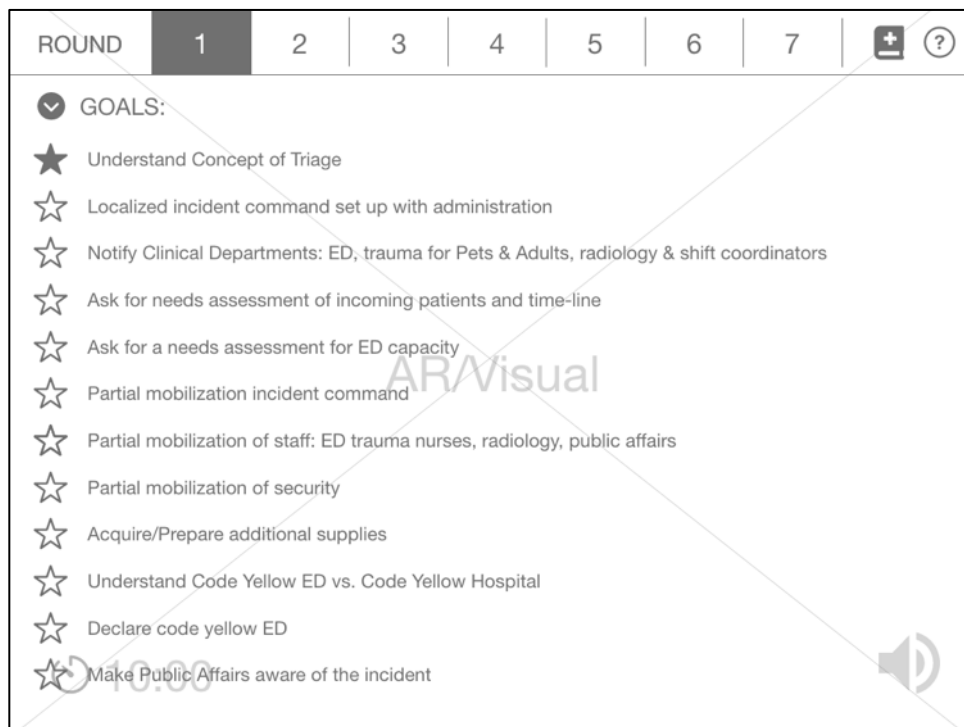 ROUND 1 2 3 4 5 6 7 ?
GOALS:
Understand Concept of Triage
Localized incident command set up with administration
Notify Clinical Departments: ED, trauma for Pets & Adults, radiology & shift coordinators
Ask for needs assessment of incoming patients and time-line
Ask for a needs assessment for ED capacity
AR/Visual
Partial mobilization incident command
Partial mobilization of staff: ED trauma nurses, radiology, public affairs
Partial mobilization of security
Acquire/Prepare additional supplies
Understand Code Yellow ED vs. Code Yellow Hospital
Declare code yellow ED
Make Public Affairs aware of the incident
10:00